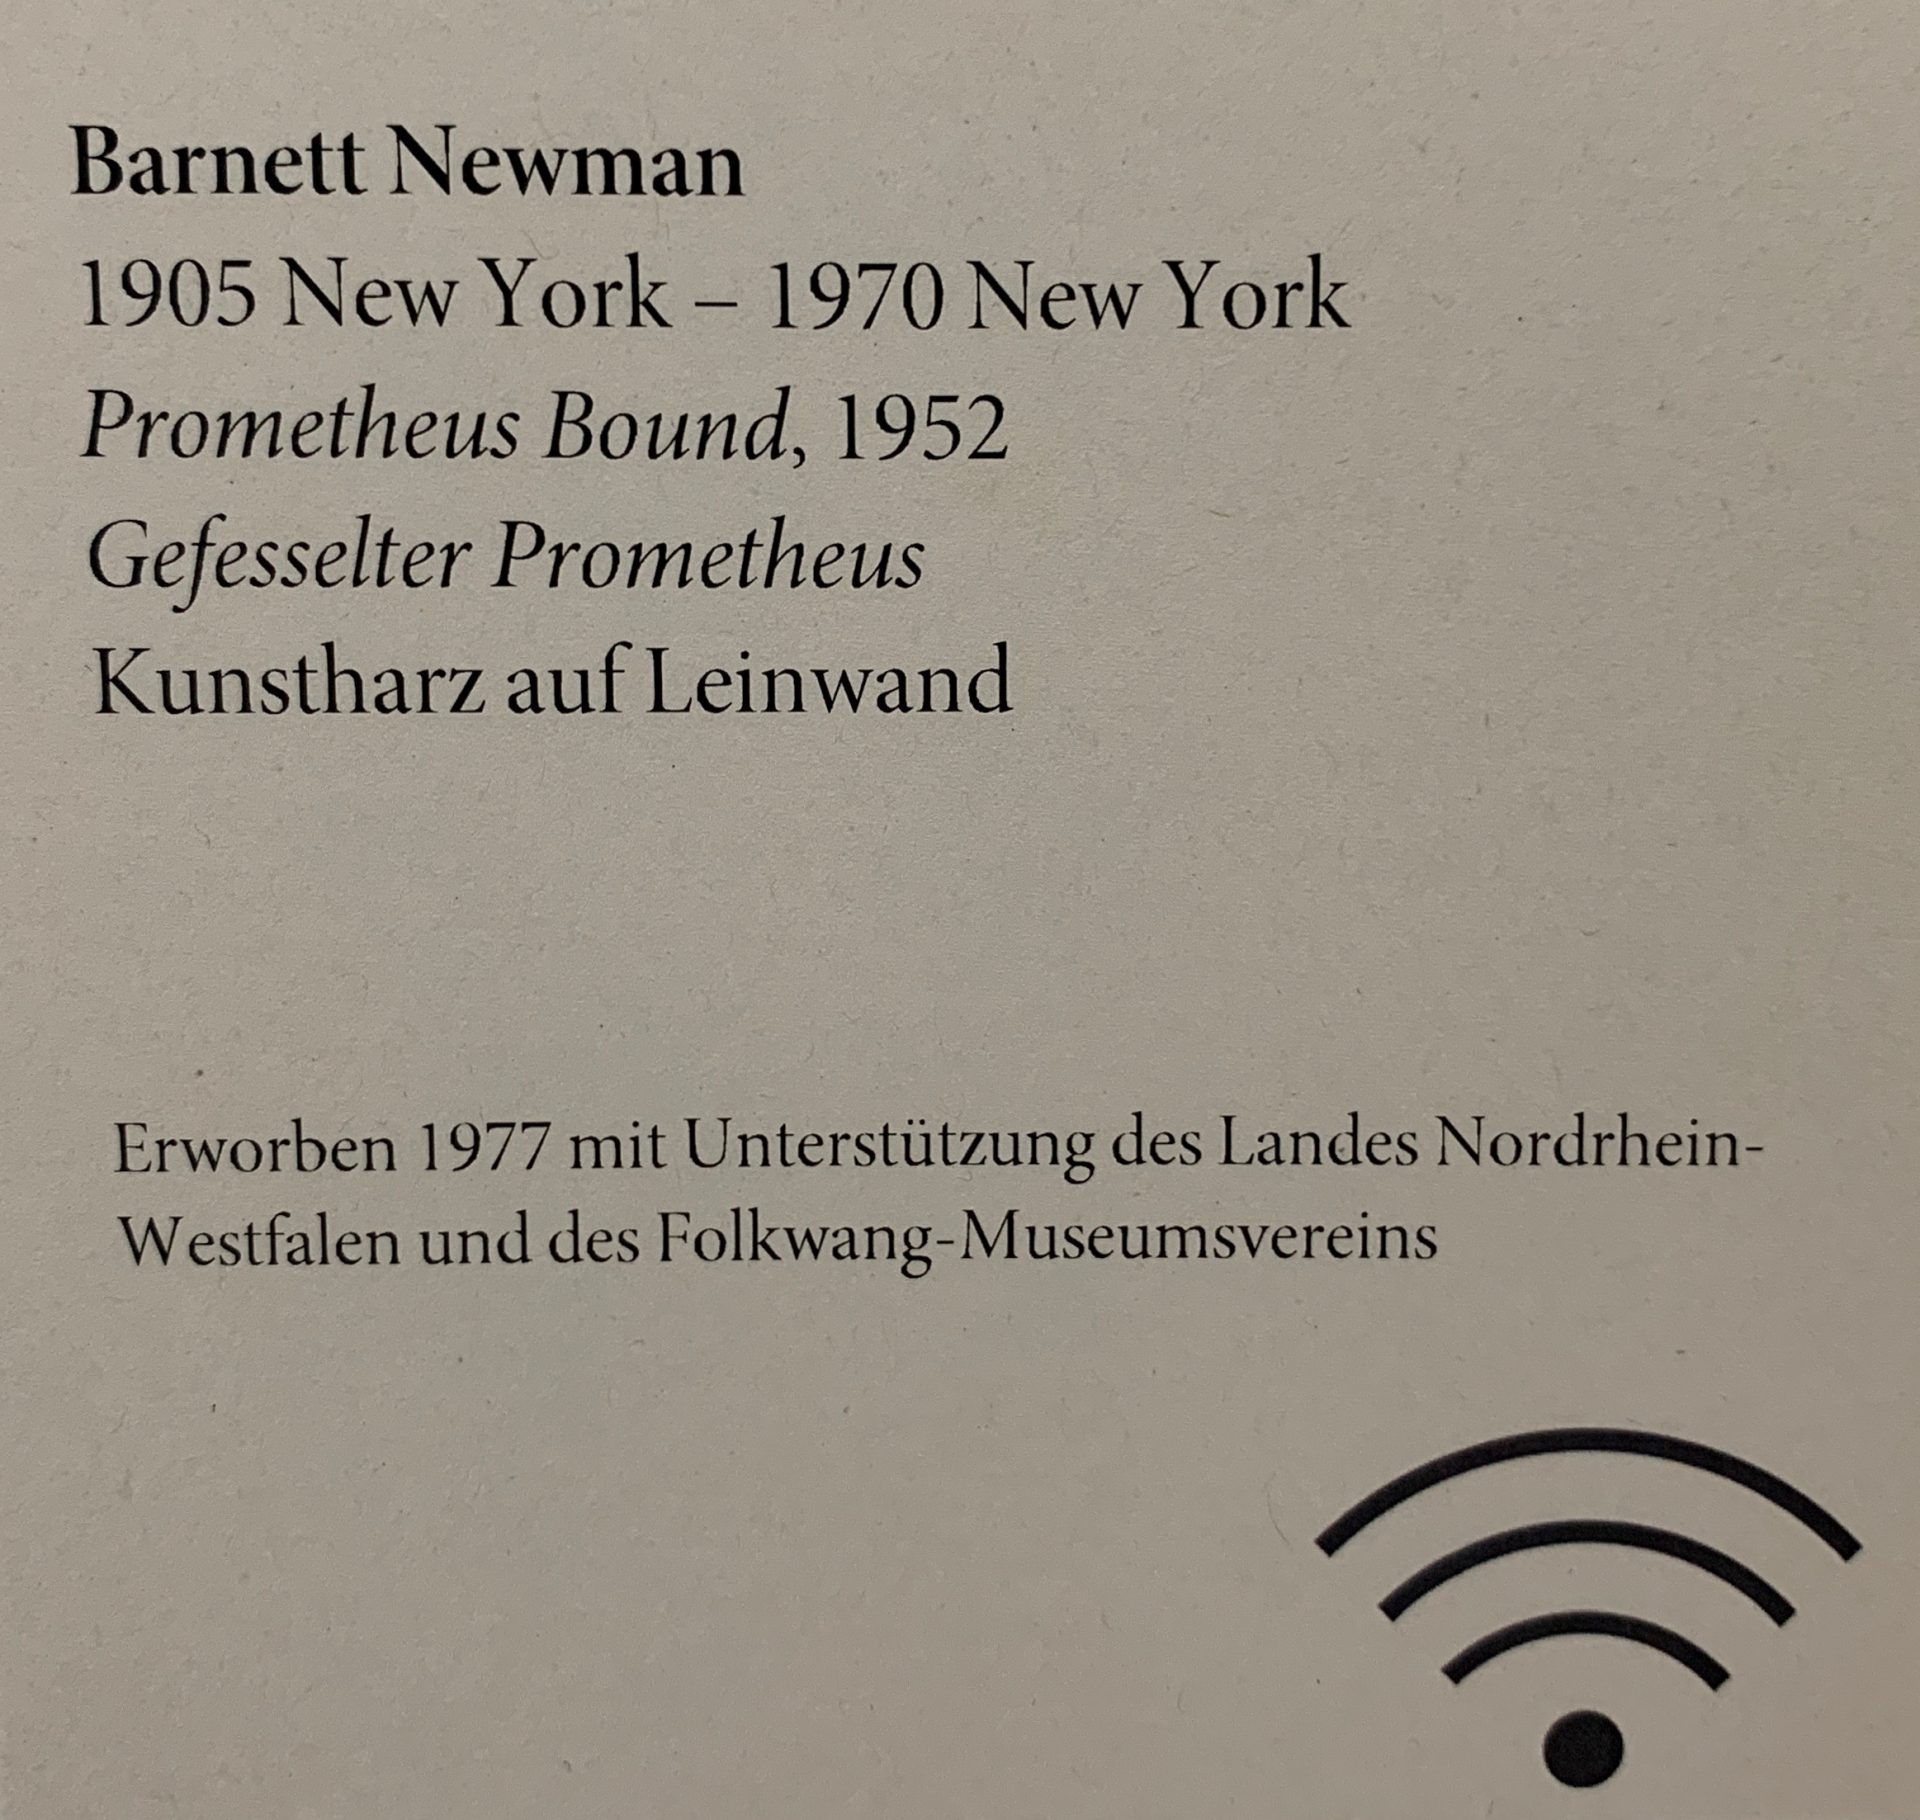 Barnett Newman
1905 New York – 1970 New York
Prometheus Bound, 1952
Gefesselter Prometheus
Kunstharz auf Leinwand
Erworben 1977 mit Unterstützung des Landes Nordrhein-
Westfalen und des Folkwang-Museumsvereins